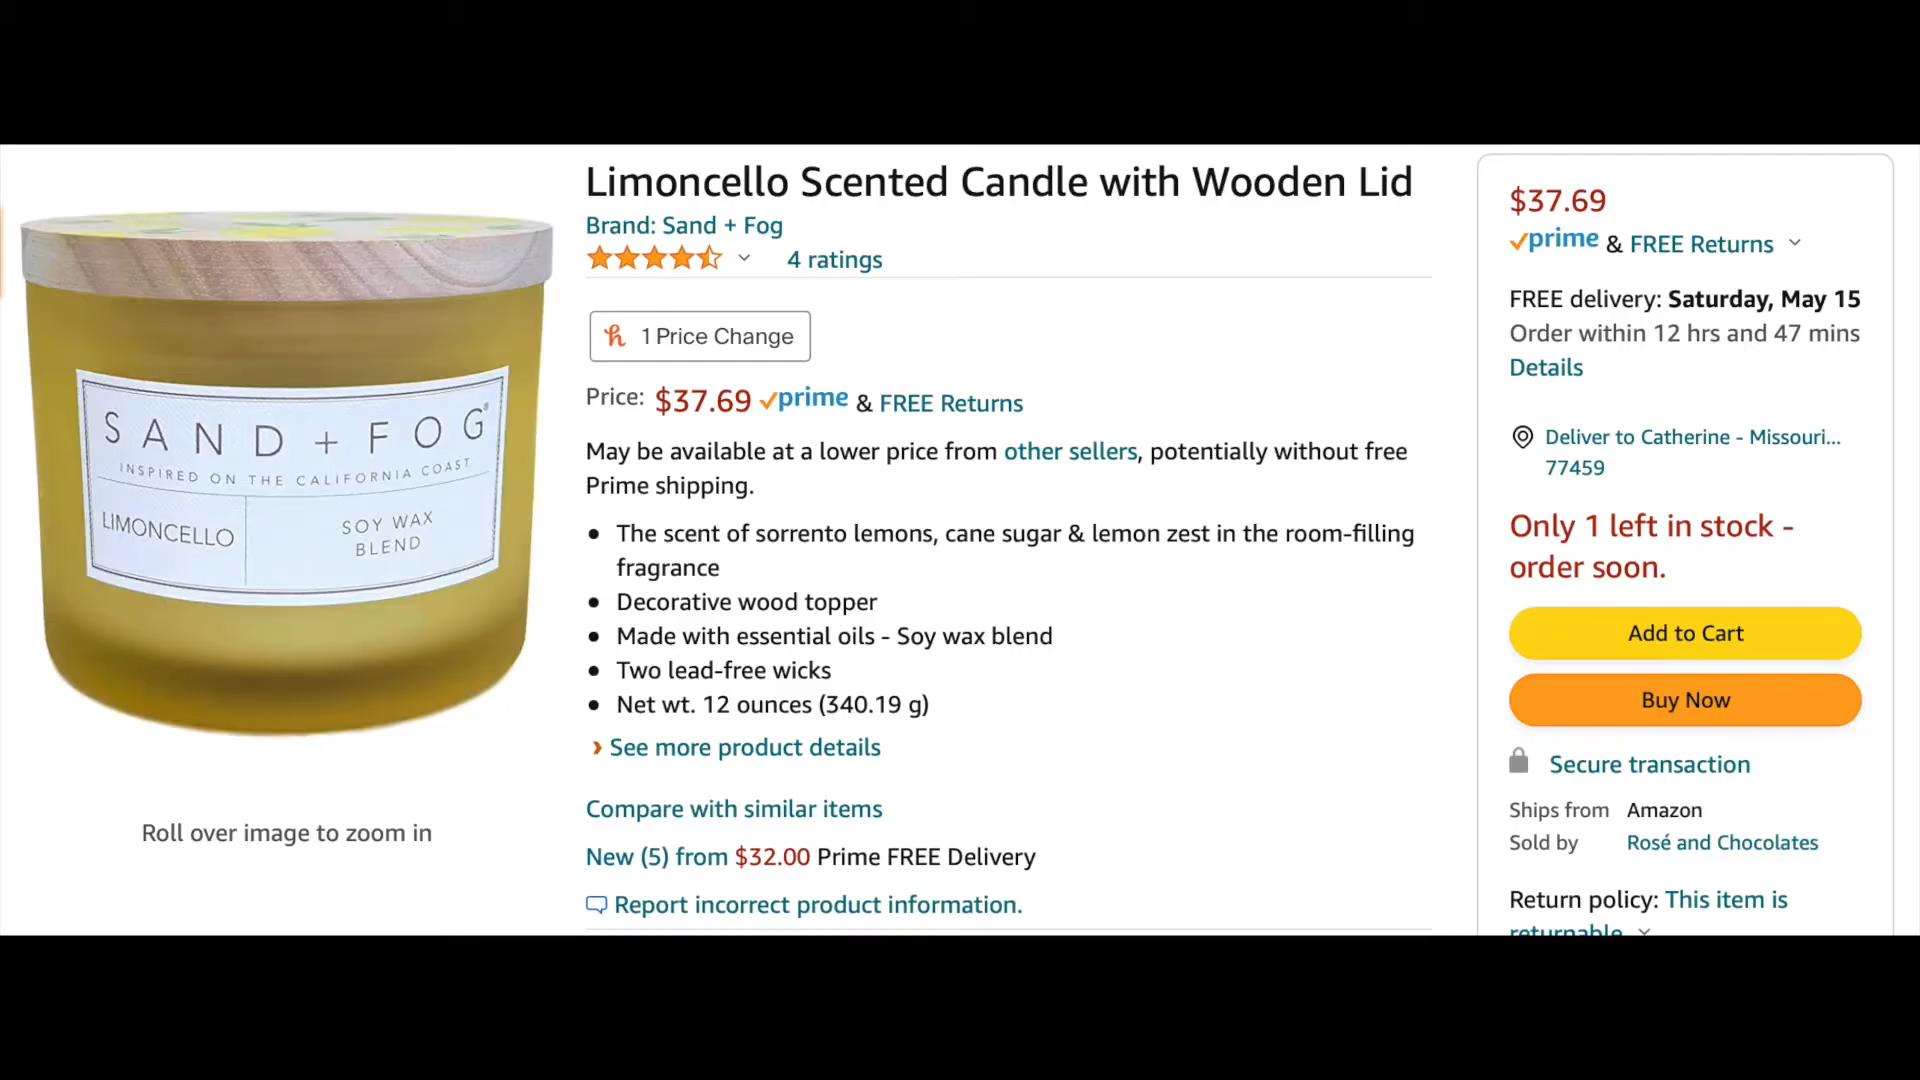 SAND + FOG®
INSPIRED ON THE CALIFORNIA COAST
LIMONCELLO
SOY WAX
BLEND
Roll over image to zoom in
Limoncello Scented Candle with Wooden Lid
Brand: Sand + Fog
4 ratings
1 Price Change
Price: $37.69 prime & FREE Returns
May be available at a lower price from other sellers, potentially without free
Prime shipping.
• The scent of sorrento lemons, cane sugar & lemon zest in the room-filling
fragrance
• Decorative wood topper
• Made with essential oils - Soy wax blend
• Two lead-free wicks
• Net wt. 12 ounces (340.19 g)
› See more product details
Compare with similar items
New (5) from $32.00 Prime FREE Delivery
Report incorrect product information.
$37.69
prime & FREE Returns
FREE delivery: Saturday, May 15
Order within 12 hrs and 47 mins
Details
Deliver to Catherine - Missouri...
77459
Only 1 left in stock -
order soon.
Add to Cart
Buy Now
Secure transaction
Ships from Amazon
Sold by Rosé and Chocolates
Return policy: This item is
returnable